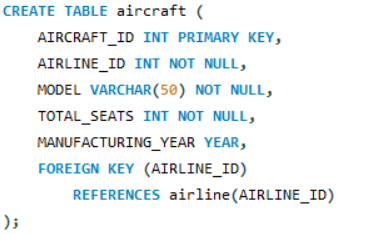 CREATE TABLE aircraft (
    AIRCRAFT_ID INT PRIMARY KEY,
    AIRLINE_ID INT NOT NULL,
    MODEL VARCHAR(50) NOT NULL,
    TOTAL_SEATS INT NOT NULL,
    MANUFACTURING_YEAR YEAR,
    FOREIGN KEY (AIRLINE_ID)
        REFERENCES airline(AIRLINE_ID)
);